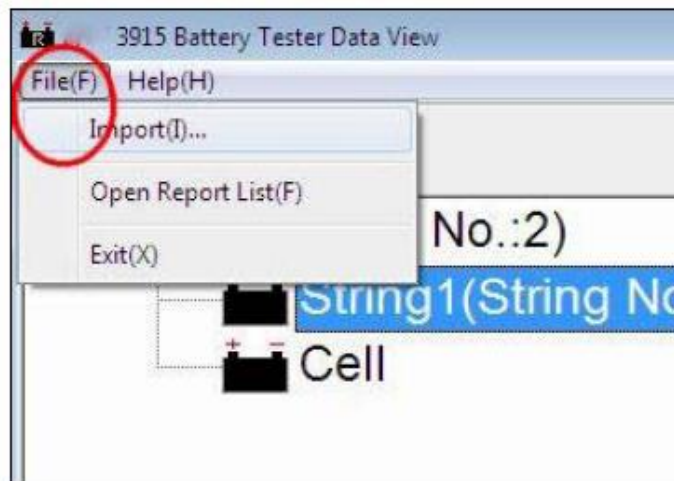 3915 Battery Tester Data View
File(F) Help(H)
Import(I)...
Open Report List(F)
Exit(X)
No.:2)
String1(String No
Cell